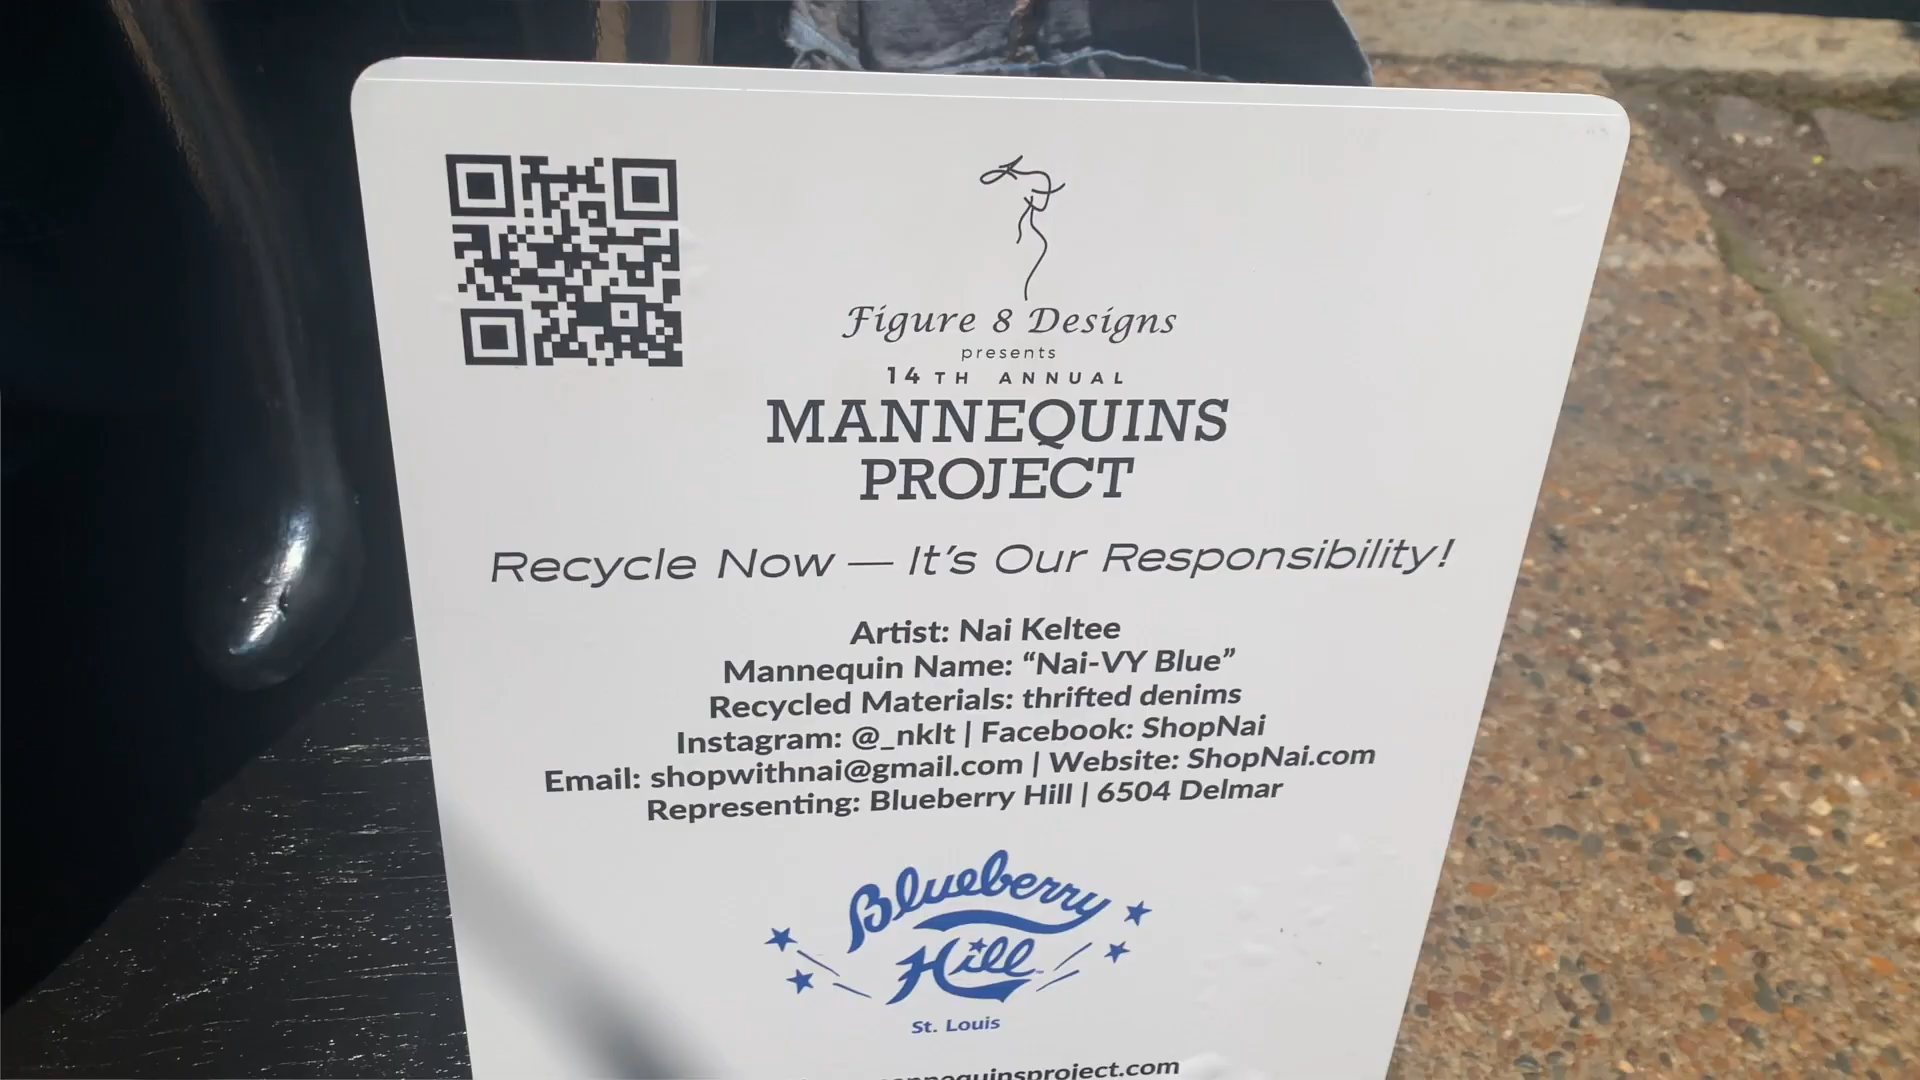 Figure 8 Designs
presents
14TH ANNUAL
MANNEQUINS
PROJECT
Recycle Now — It's Our Responsibility!
Artist: Nai Keltee
Mannequin Name: “Nai-VY Blue”
Recycled Materials: thrifted denims
Instagram: @_nklt | Facebook: ShopNai
Email: shopwithnai@gmail.com | Website: ShopNai.com
Representing: Blueberry Hill | 6504 Delmar
Blueberry
Hill
St. Louis